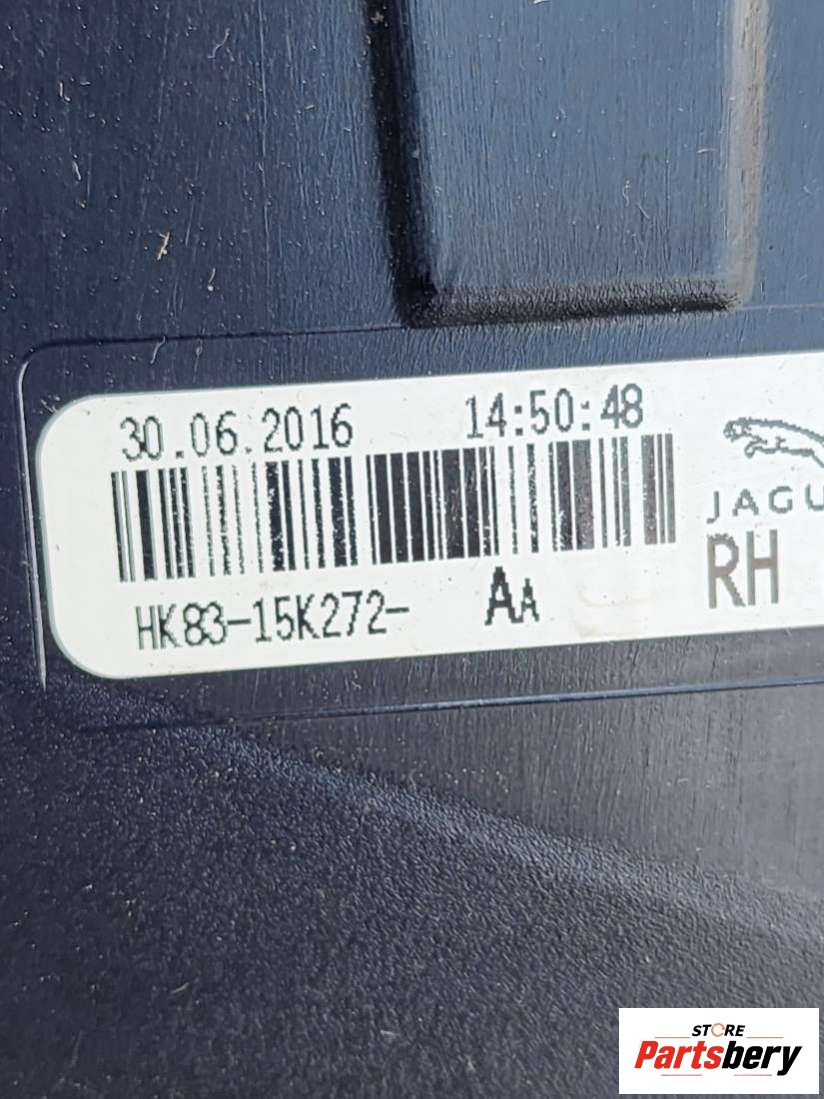 30.06.2016 14:50:48
JAGU
RH
HK83-15K272- AA
STORE
Partsbery